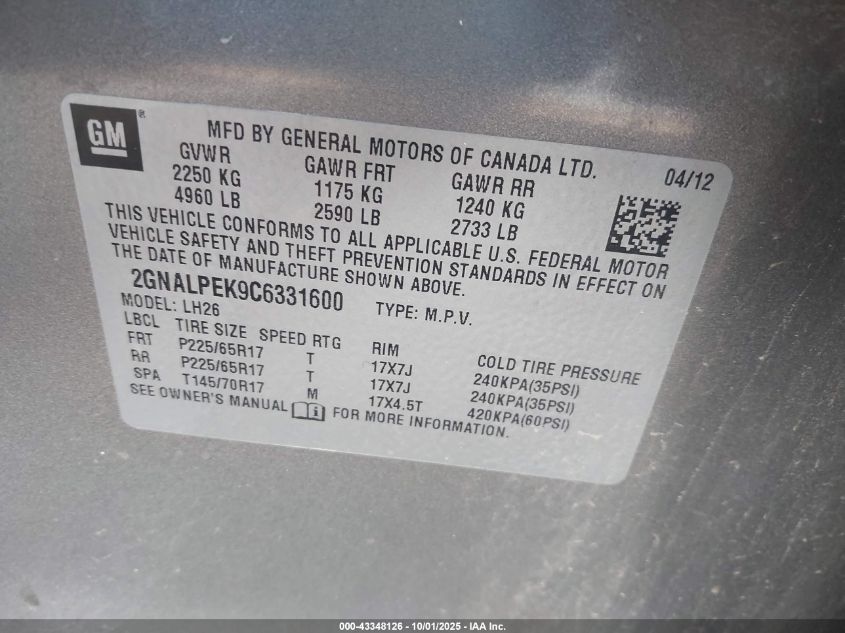 GM®
MFD BY GENERAL MOTORS OF CANADA LTD. 04/12
GVWR GAWR FRT GAWR RR
2250 KG 1175 KG 1240 KG
4960 LB 2590 LB 2733 LB
THIS VEHICLE CONFORMS TO ALL APPLICABLE U.S. FEDERAL MOTOR
VEHICLE SAFETY AND THEFT PREVENTION STANDARDS IN EFFECT ON
THE DATE OF MANUFACTURE SHOWN ABOVE.
2GNALPEK9C6331600 TYPE: M.P.V.
MODEL: LH26
LBCL TIRE SIZE SPEED RTG RIM COLD TIRE PRESSURE
FRT P225/65R17 T 17X7J 240KPA(35PSI)
RR P225/65R17 T 17X7J 240KPA(35PSI)
SPA T145/70R17 M 17X4.5T 420KPA(60PSI)
SEE OWNER'S MANUAL FOR MORE INFORMATION.
000-43348126 - 10/01/2025 - IAA Inc.